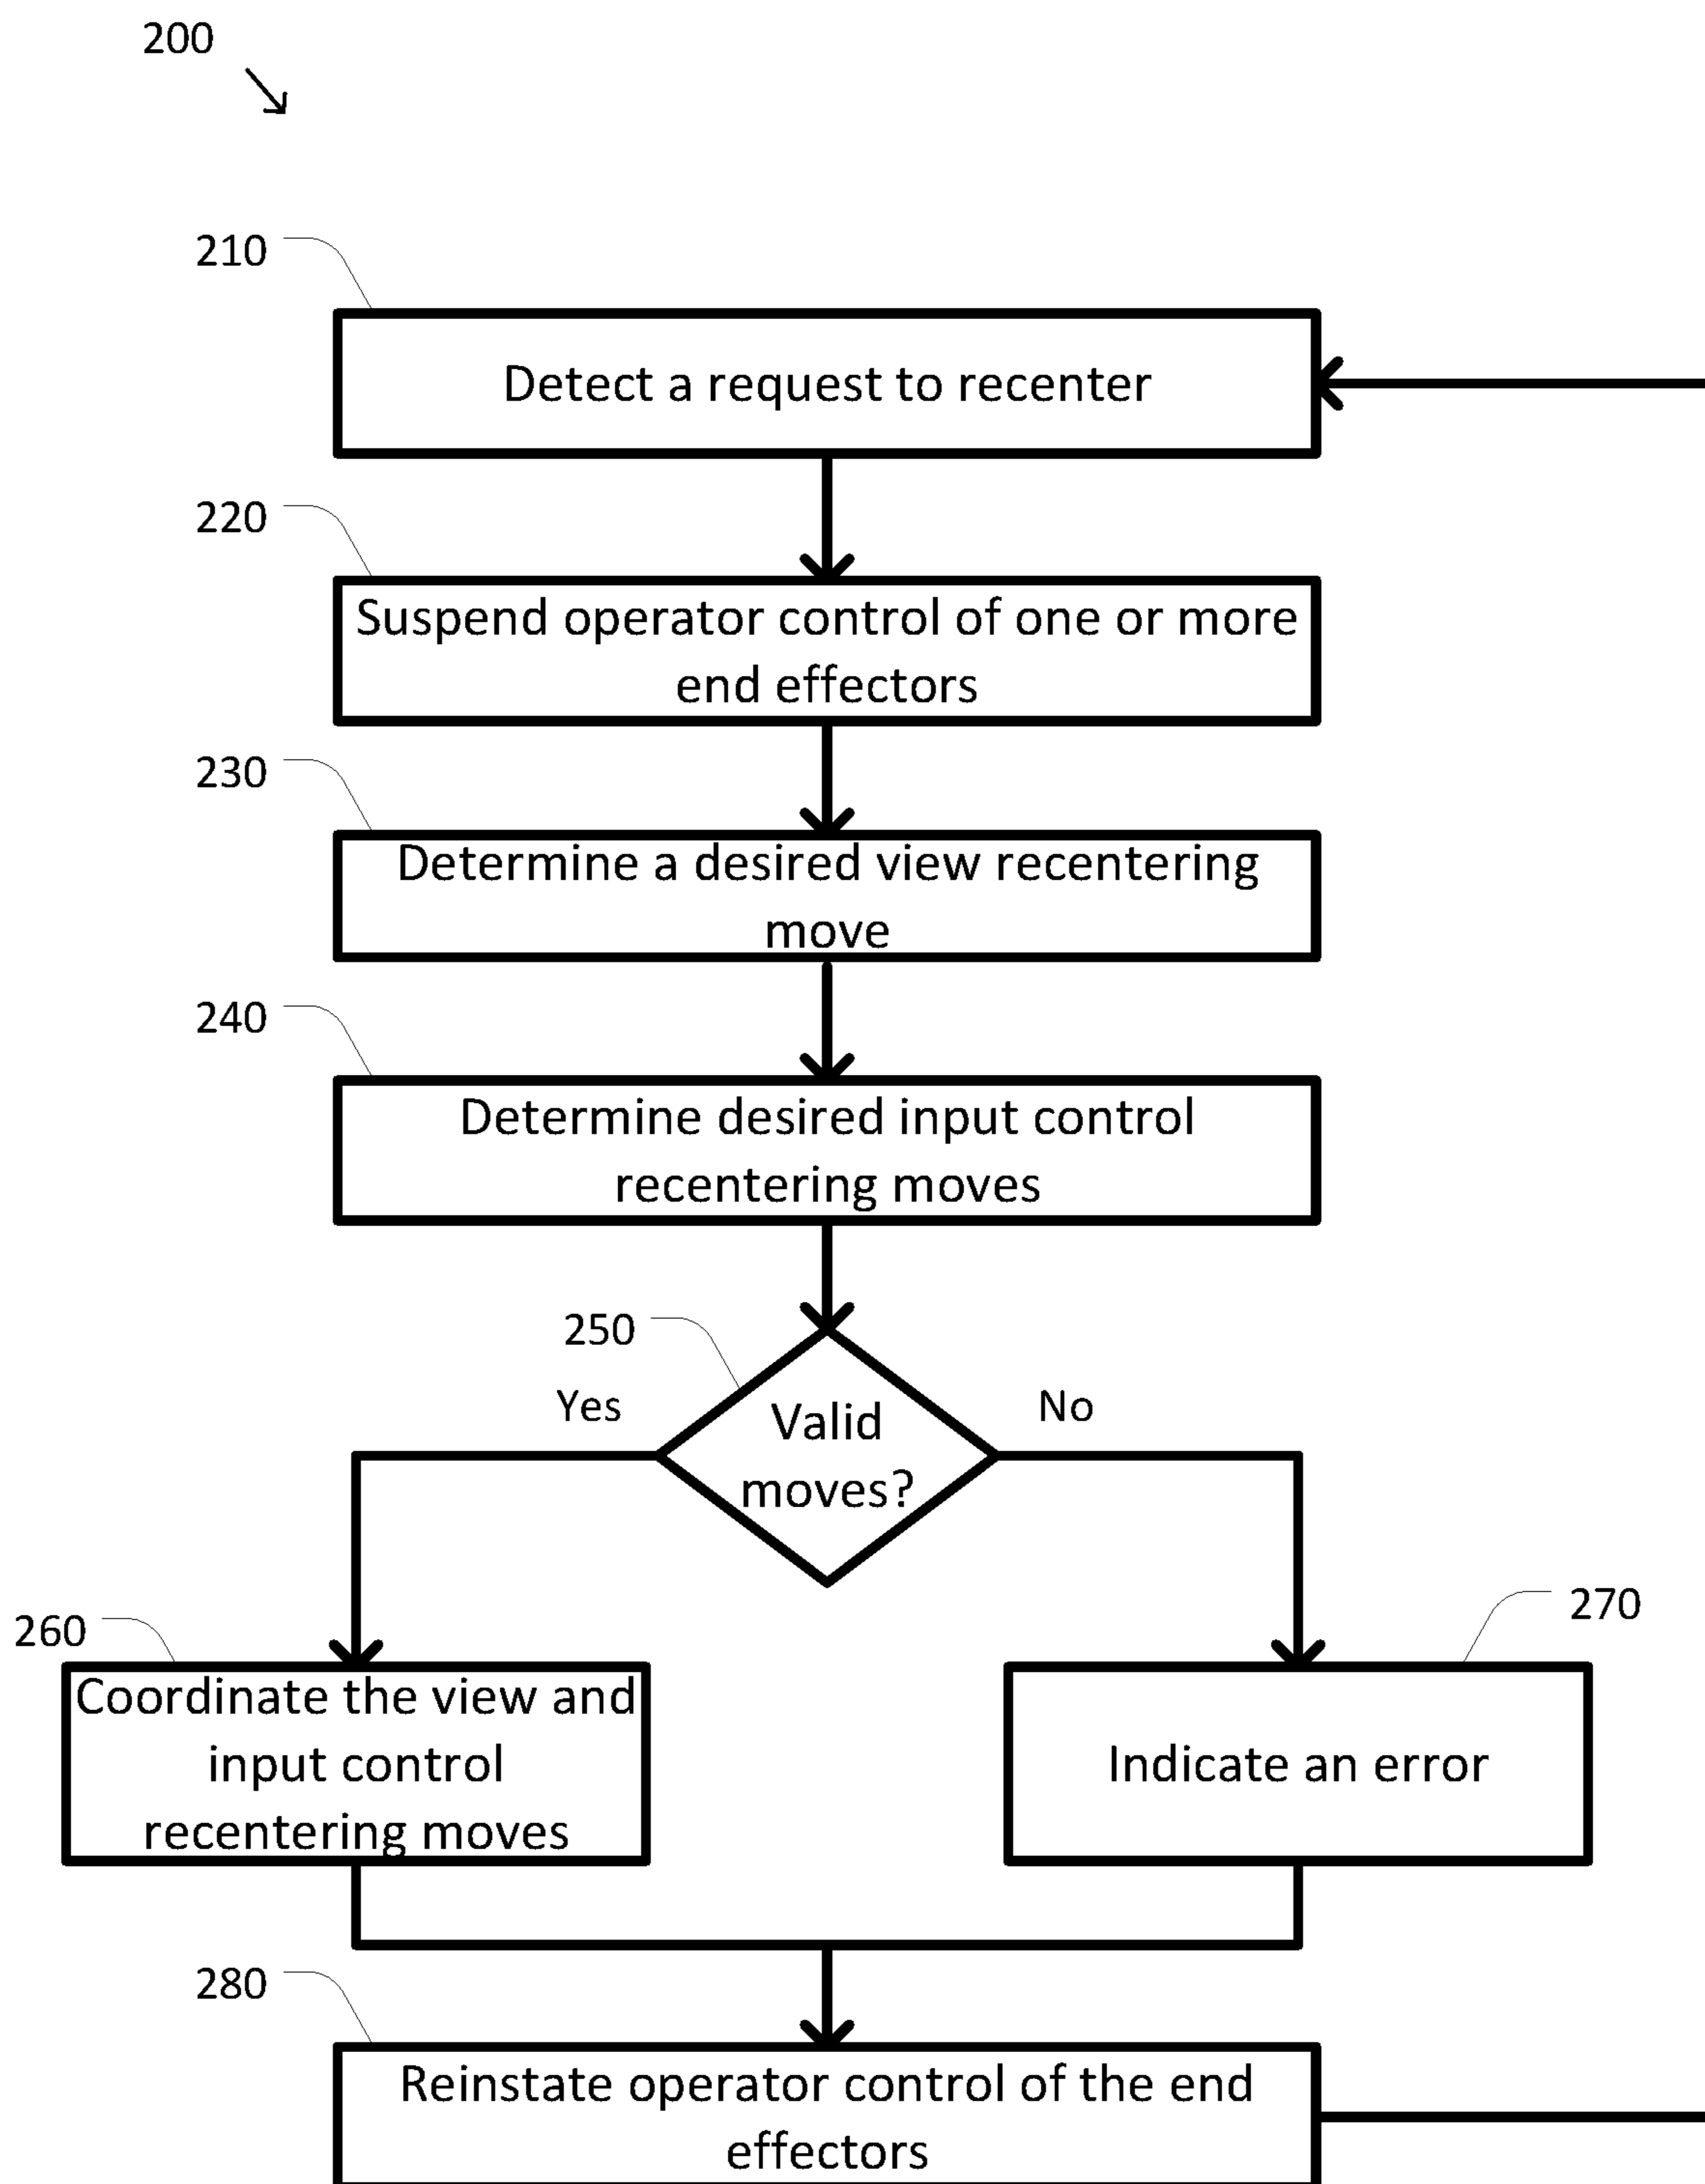 200
210
Detect a request to recenter
220
Suspend operator control of one or more
end effectors
230
Determine a desired view recentering
move
240
Determine desired input control
recentering moves
250
Yes
No
Valid
moves?
260
270
Coordinate the view and
input control
recentering moves
Indicate an error
280
Reinstate operator control of the end
effectors